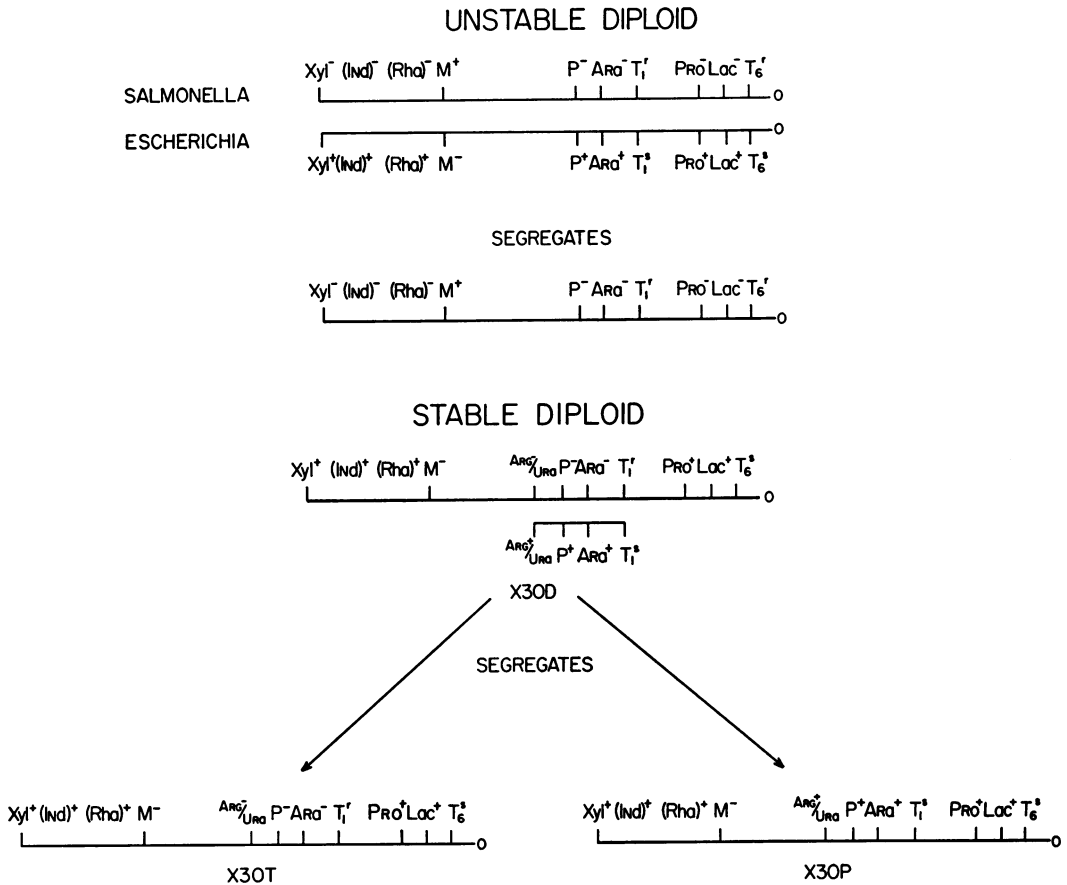 UNSTABLE DIPLOID
Xyl⁻ (IND)⁻ (Rha)⁻ M⁺ P⁻ ARa⁻ T₁ʳ PRO⁻ Lac⁻ T₆ʳ
SALMONELLA O
ESCHERICHIA O
Xyl⁺(IND)⁺ (Rha)⁺ M⁻ P⁺ ARa⁺ T₁ˢ PRO⁺ Lac⁺ T₆ˢ
SEGREGATES
Xyl⁻ (IND)⁻ (Rha)⁻ M⁺ P⁻ ARa⁻ T₁ʳ PRO⁻ Lac⁻ T₆ʳ
O
STABLE DIPLOID
Xyl⁺ (IND)⁺ (Rha)⁺ M⁻ ARG⁻/URa P⁻ ARa⁻ T₁ʳ PRO⁺ Lac⁺ T₆ˢ
O
ARG⁺/URa P⁺ ARa⁺ T₁ˢ
X30D
SEGREGATES
Xyl⁺ (IND)⁺ (Rha)⁺ M⁻ ARG⁻/URa P⁻ ARa⁻ T₁ʳ PRO⁺ Lac⁺ T₆ˢ
O
X30T
Xyl⁺ (IND)⁺ (Rha)⁺ M⁻ ARG⁺/URa P⁺ ARa⁺ T₁ˢ PRO⁺ Lac⁺ T₆ˢ
O
X30P